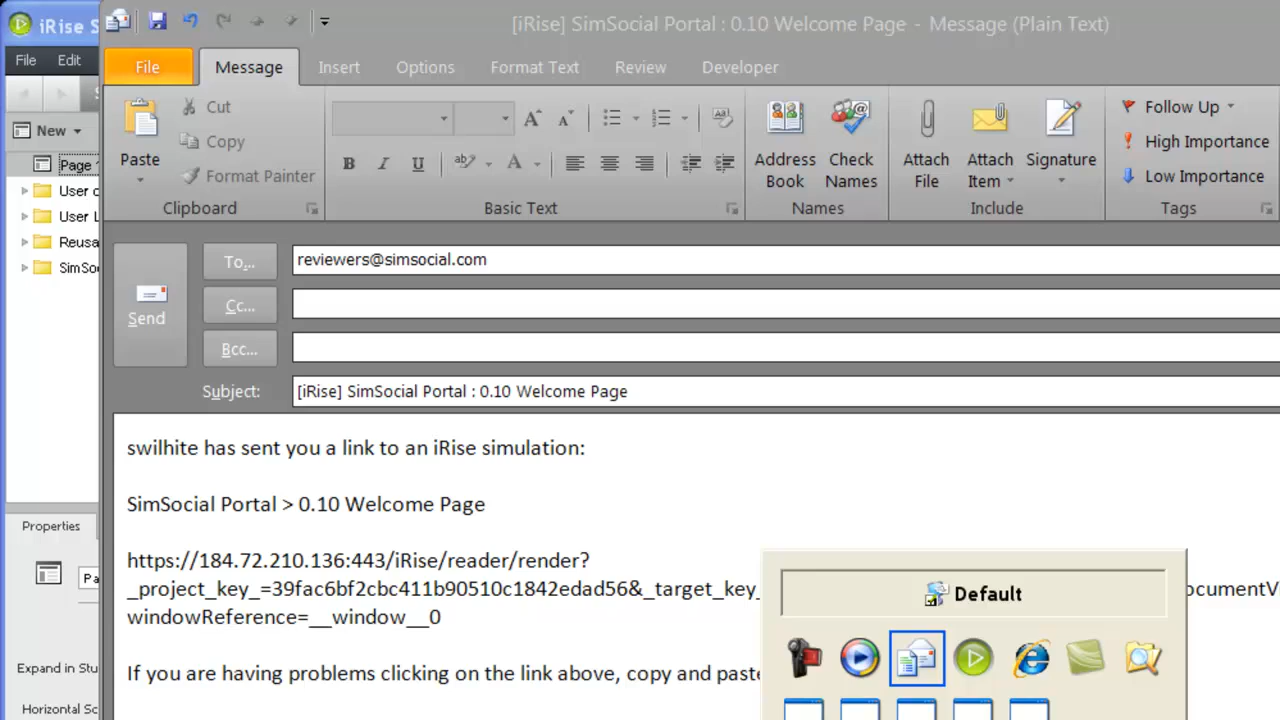 iRise S
[iRise] SimSocial Portal : 0.10 Welcome Page - Message (Plain Text)
File Edit
File Message Insert Options Format Text Review Developer
New
Page
User
User L
Reusa
SimSo
Paste
Cut
Copy
Format Painter
Clipboard
B I U
Basic Text
Address Book
Check Names
Names
Attach File
Attach Item
Signature
Include
Follow Up
High Importance
Low Importance
Tags
Send
To... reviewers@simsocial.com
Cc...
Bcc...
Subject: [iRise] SimSocial Portal : 0.10 Welcome Page
swilhite has sent you a link to an iRise simulation:
SimSocial Portal > 0.10 Welcome Page
https://184.72.210.136:443/iRise/reader/render?
_project_key_=39fac6bf2cbc411b90510c1842edad56&_target_key_
windowReference=__window__0
If you are having problems clicking on the link above, copy and paste
Default
Properties
Pa
Expand in Stu
Horizontal Sc